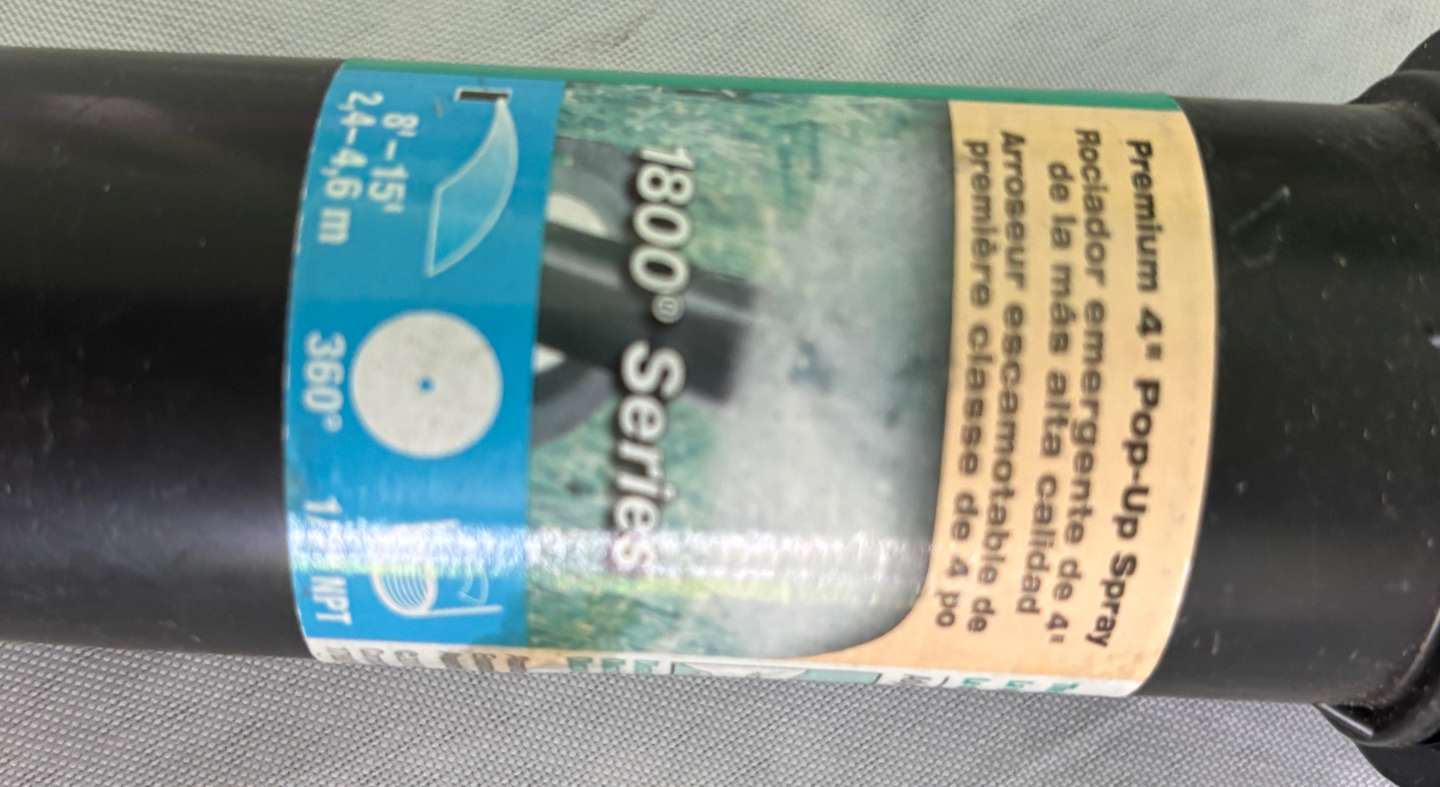 Premium 4" Pop-Up Spray
Rociador emergente de 4"
de la más alta calidad
Arroseur escamotable de
première classe de 4 po
1800® Series
8'–15'
2,4–4,6 m
360°
NPT